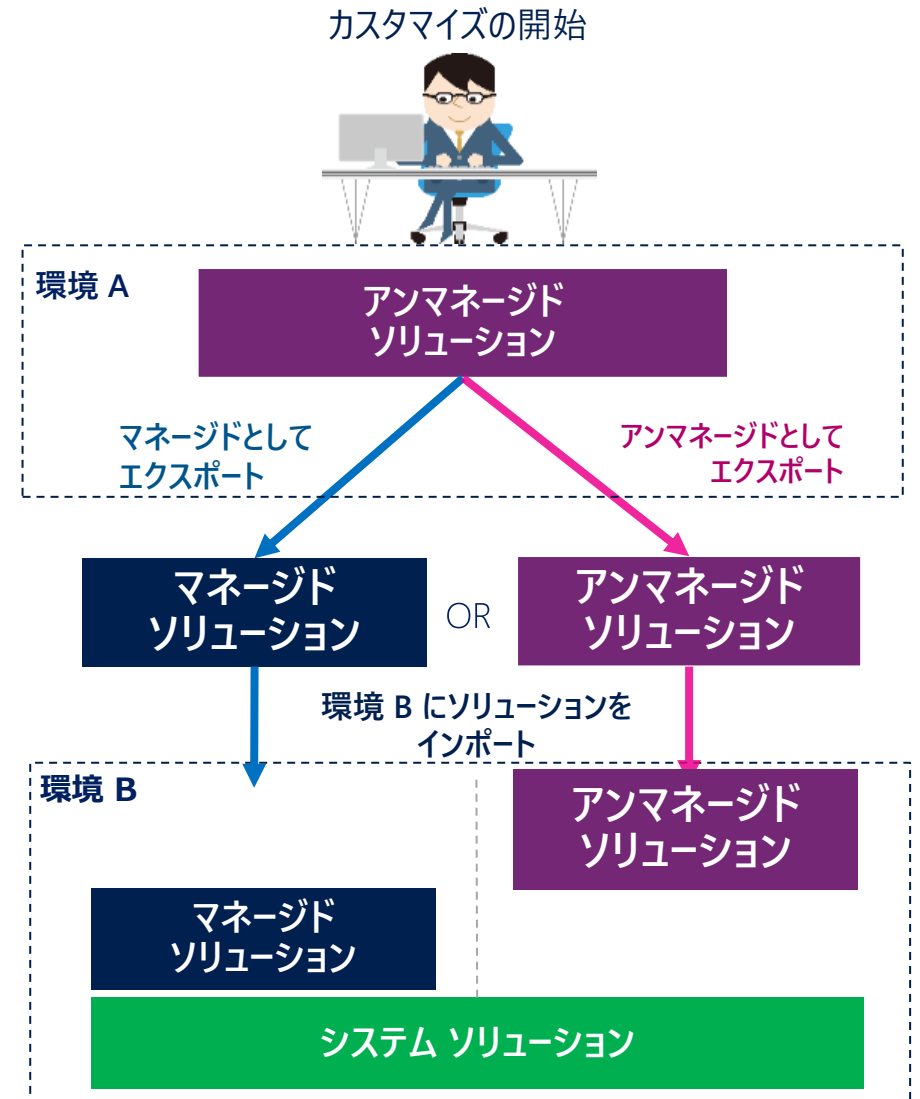 カスタマイズの開始
環境 A
アンマネージド
ソリューション
マネージドとして
エクスポート
アンマネージドとして
エクスポート
マネージド
ソリューション
OR
アンマネージド
ソリューション
環境 B にソリューションを
インポート
環境 B
アンマネージド
ソリューション
マネージド
ソリューション
システム ソリューション